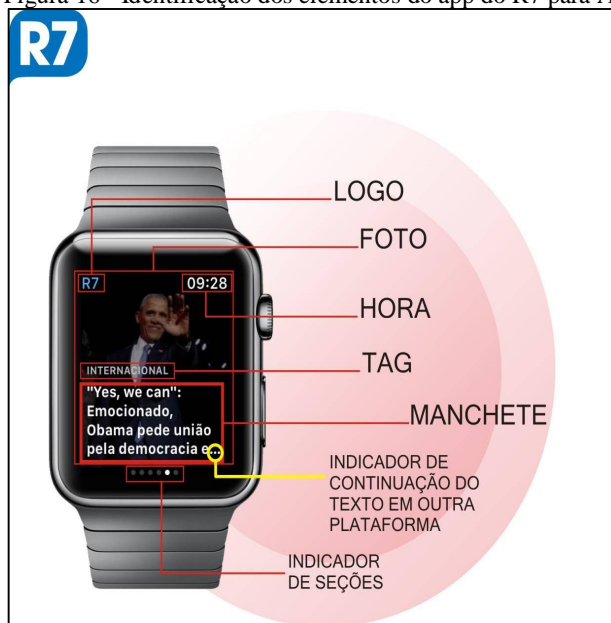 Figura 16 - Identificação dos elementos do app do R7 para
R7
LOGO
FOTO
R7
09:28
HORA
INTERNACIONAL
TAG
"Yes, we can":
Emocionado,
Obama pede união
pela democracia e...
MANCHETE
INDICADOR DE
CONTINUAÇÃO DO
TEXTO EM OUTRA
PLATAFORMA
INDICADOR
DE SEÇÕES